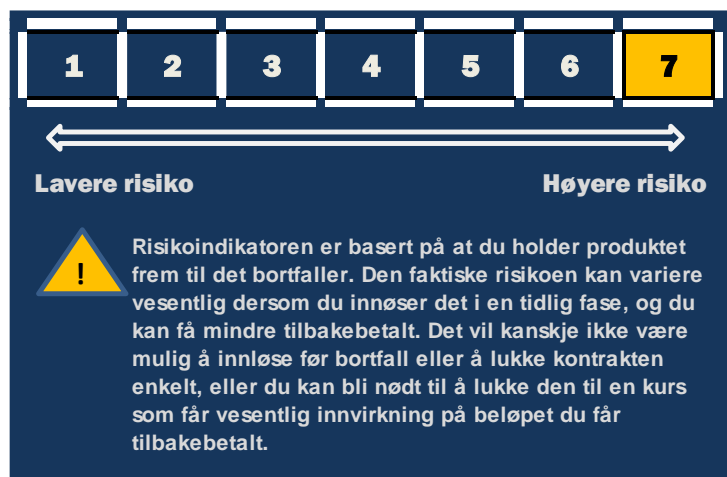 1 2 3 4 5 6 7
Lavere risiko Høyere risiko
!
Risikoindikatoren er basert på at du holder produktet
frem til det bortfaller. Den faktiske risikoen kan variere
vesentlig dersom du innøser det i en tidlig fase, og du
kan få mindre tilbakebetalt. Det vil kanskje ikke være
mulig å innløse før bortfall eller å lukke kontrakten
enkelt, eller du kan bli nødt til å lukke den til en kurs
som får vesentlig innvirkning på beløpet du får
tilbakebetalt.